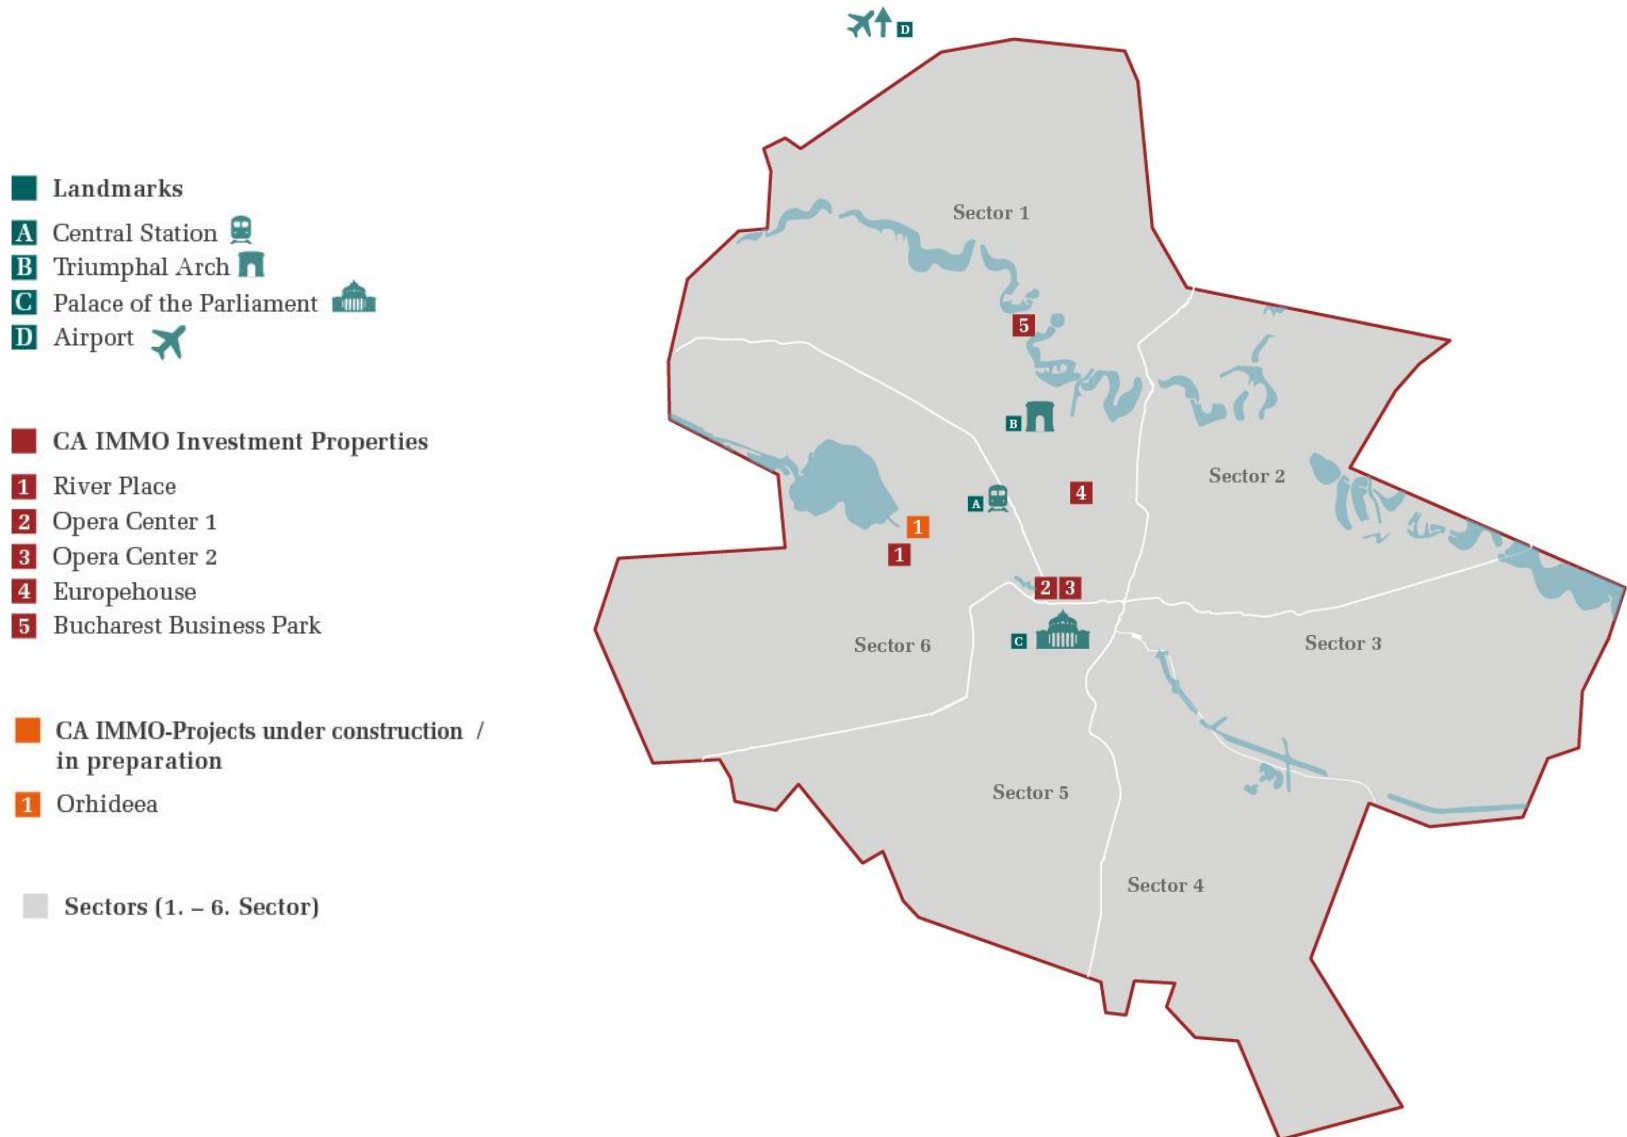 Landmarks
A Central Station
B Triumphal Arch
C Palace of the Parliament
D Airport
CA IMMO Investment Properties
1 River Place
2 Opera Center 1
3 Opera Center 2
4 Europehouse
5 Bucharest Business Park
CA IMMO-Projects under construction /
in preparation
1 Orhideea
Sectors (1. – 6. Sector)
D
Sector 1
5
B
Sector 2
4
A
1
1
2 3
C
Sector 6
Sector 3
Sector 5
Sector 4